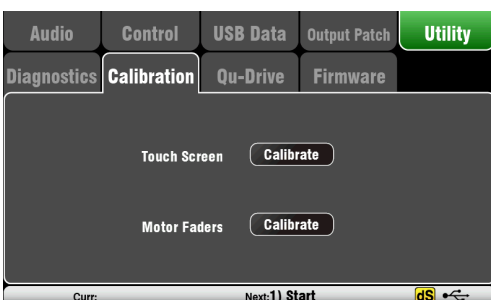 Audio Control USB Data Output Patch Utility
Diagnostics Calibration Qu-Drive Firmware
Touch Screen Calibrate
Motor Faders Calibrate
Curr: Next:1) Start dS